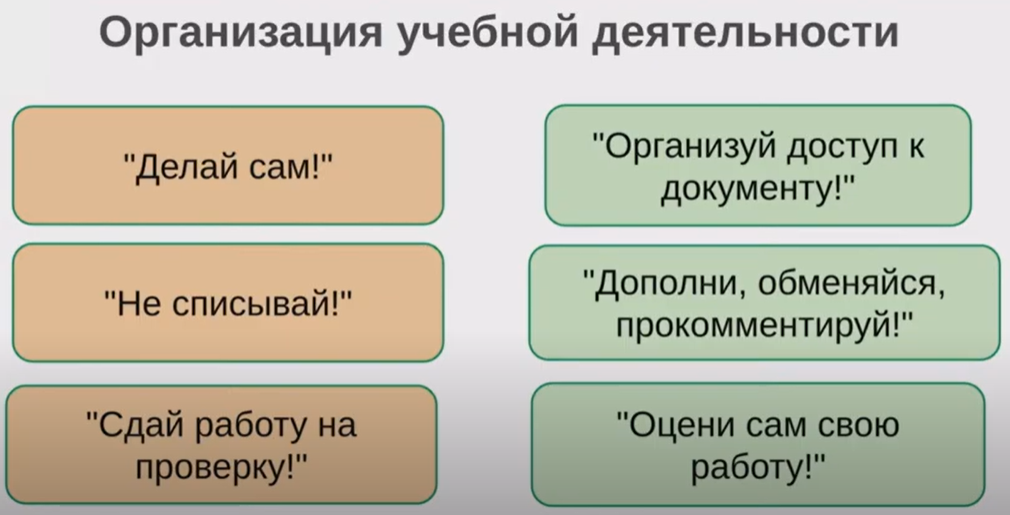 Организация учебной деятельности
"Делай сам!"
"Организуй доступ к
документу!"
"Не списывай!"
"Дополни, обменяйся,
прокомментируй!"
"Сдай работу на
проверку!"
"Оцени сам свою
работу!"